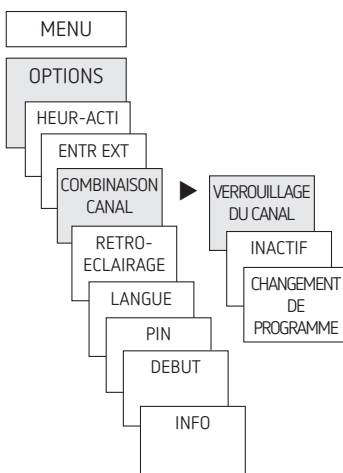 MENU
OPTIONS
HEUR-ACTI
ENTR EXT
COMBINAISON
CANAL
VERROUILLAGE
DU CANAL
INACTIF
CHANGEMENT
DE
PROGRAMME
RETRO-
ECLAIRAGE
LANGUE
PIN
DEBUT
INFO